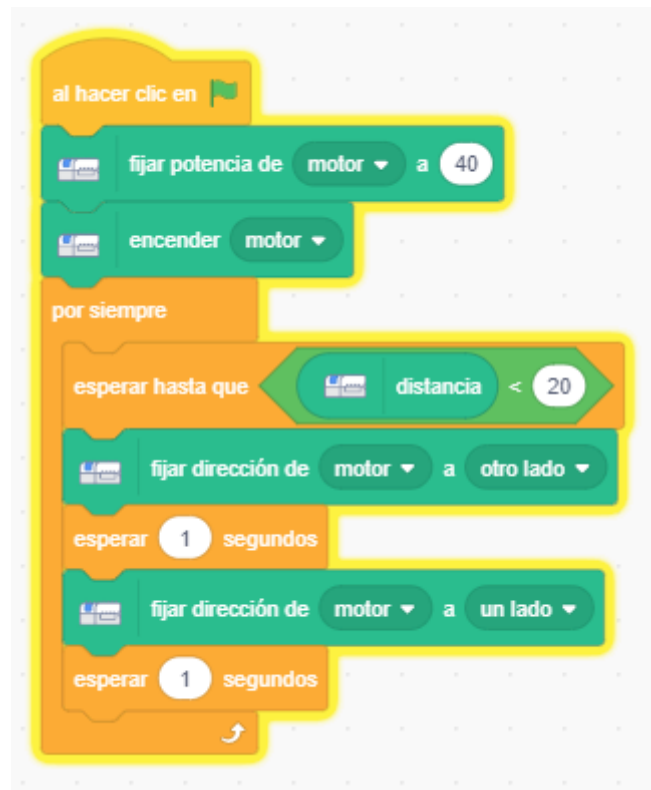 al hacer clic en
fijar potencia de motor a 40
encender motor
por siempre
esperar hasta que distancia < 20
fijar dirección de motor a otro lado
esperar 1 segundos
fijar dirección de motor a un lado
esperar 1 segundos